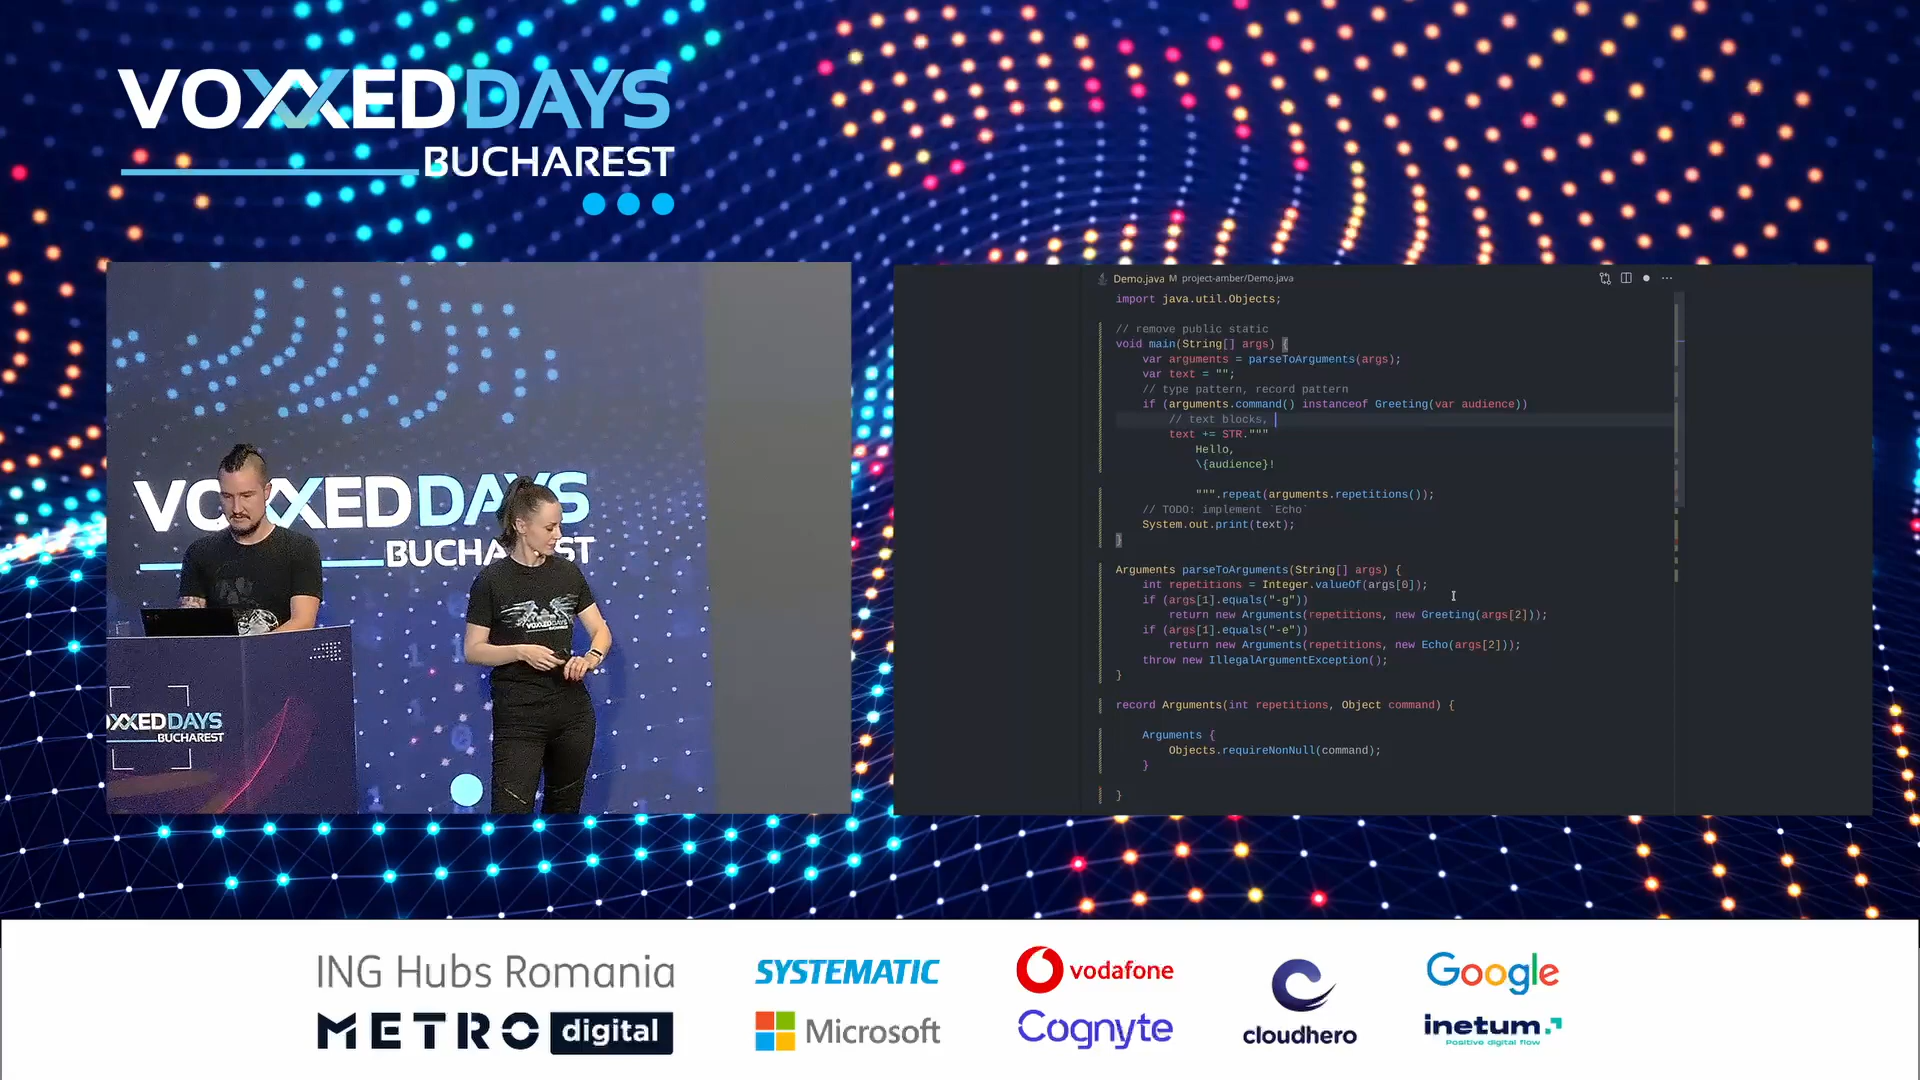 VOXXEDDAYS
BUCHAREST
VOXXEDDAYS
BUCHAREST
VOXXEDDAYS
BUCHAREST
OXXEDDAYS
BUCHAREST
Demo.java M project-amber/Demo.java
import java.util.Objects;
// remove public static
void main(String[] args) {
var arguments = parseToArguments(args);
var text = "";
// type pattern, record pattern
if (arguments.command() instanceof Greeting(var audience))
// text blocks,
text += STR."""
Hello,
\{audience}!
""".repeat(arguments.repetitions());
// TODO: implement `Echo`
System.out.print(text);
}
Arguments parseToArguments(String[] args) {
int repetitions = Integer.valueOf(args[0]);
if (args[1].equals("-g"))
return new Arguments(repetitions, new Greeting(args[2]));
if (args[1].equals("-e"))
return new Arguments(repetitions, new Echo(args[2]));
throw new IllegalArgumentException();
}
record Arguments(int repetitions, Object command) {
Arguments {
Objects.requireNonNull(command);
}
}
ING Hubs Romania
METRO digital
SYSTEMATIC
Microsoft
vodafone
Cognyte
cloudhero
Google
inetum.
Positive digital flow